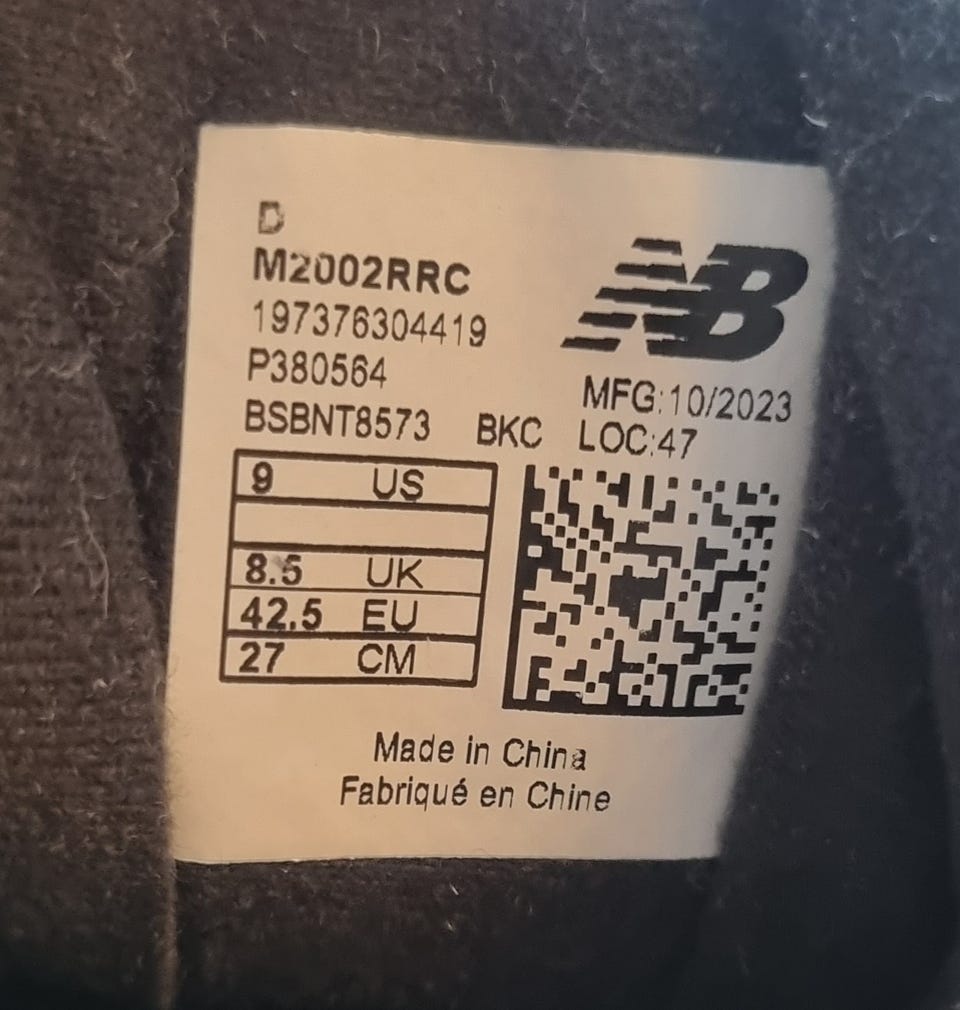 D
M2002RRC
197376304419
P380564
BSBNT8573 BKC
NB
MFG:10/2023
LOC:47
9 US
8.5 UK
42.5 EU
27 CM
Made in China
Fabriqué en Chine